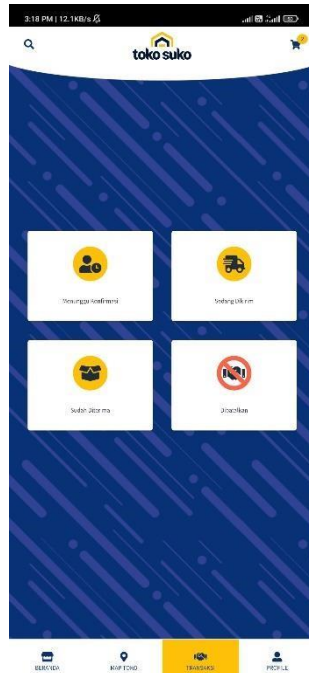 3:18 PM | 12.1KB/s
2
toko suko
Menunggu Konfirmasi
Sedang Dikirim
Sudah Diterima
Dibatalkan
BERANDA
MAP TOKO
TRANSAKSI
PROFILE